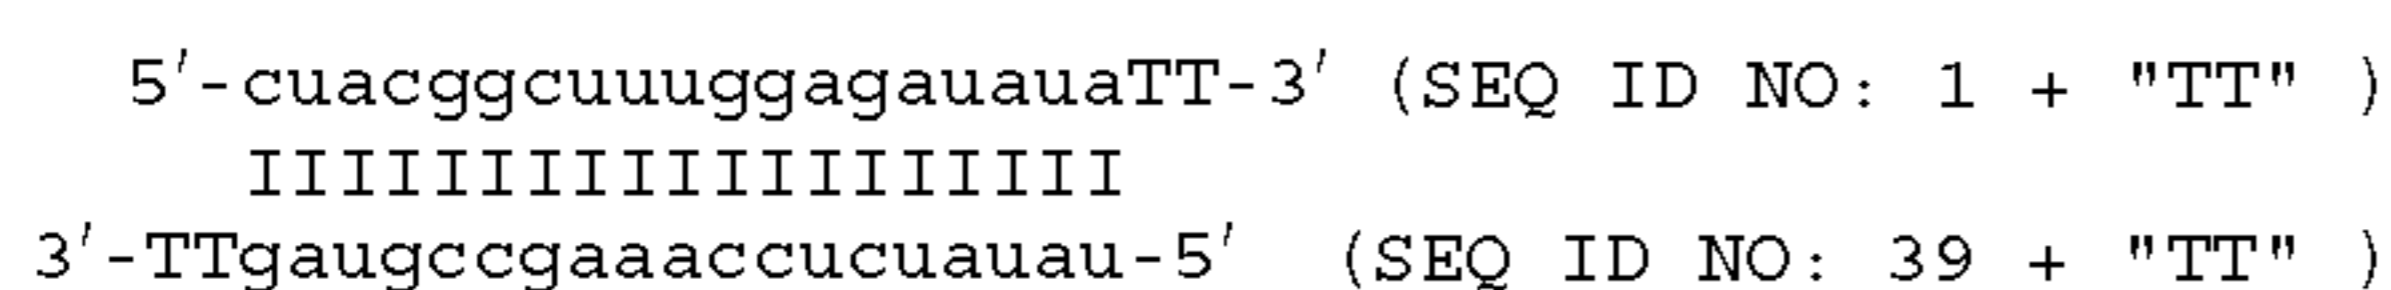 5'-cuacggcuuuggagauauaTT-3' (SEQ ID NO: 1 + "TT" )
IIIIIIIIIIIIIIIIIII
3'-TTgaugccgaaaccucuauau-5' (SEQ ID NO: 39 + "TT" )